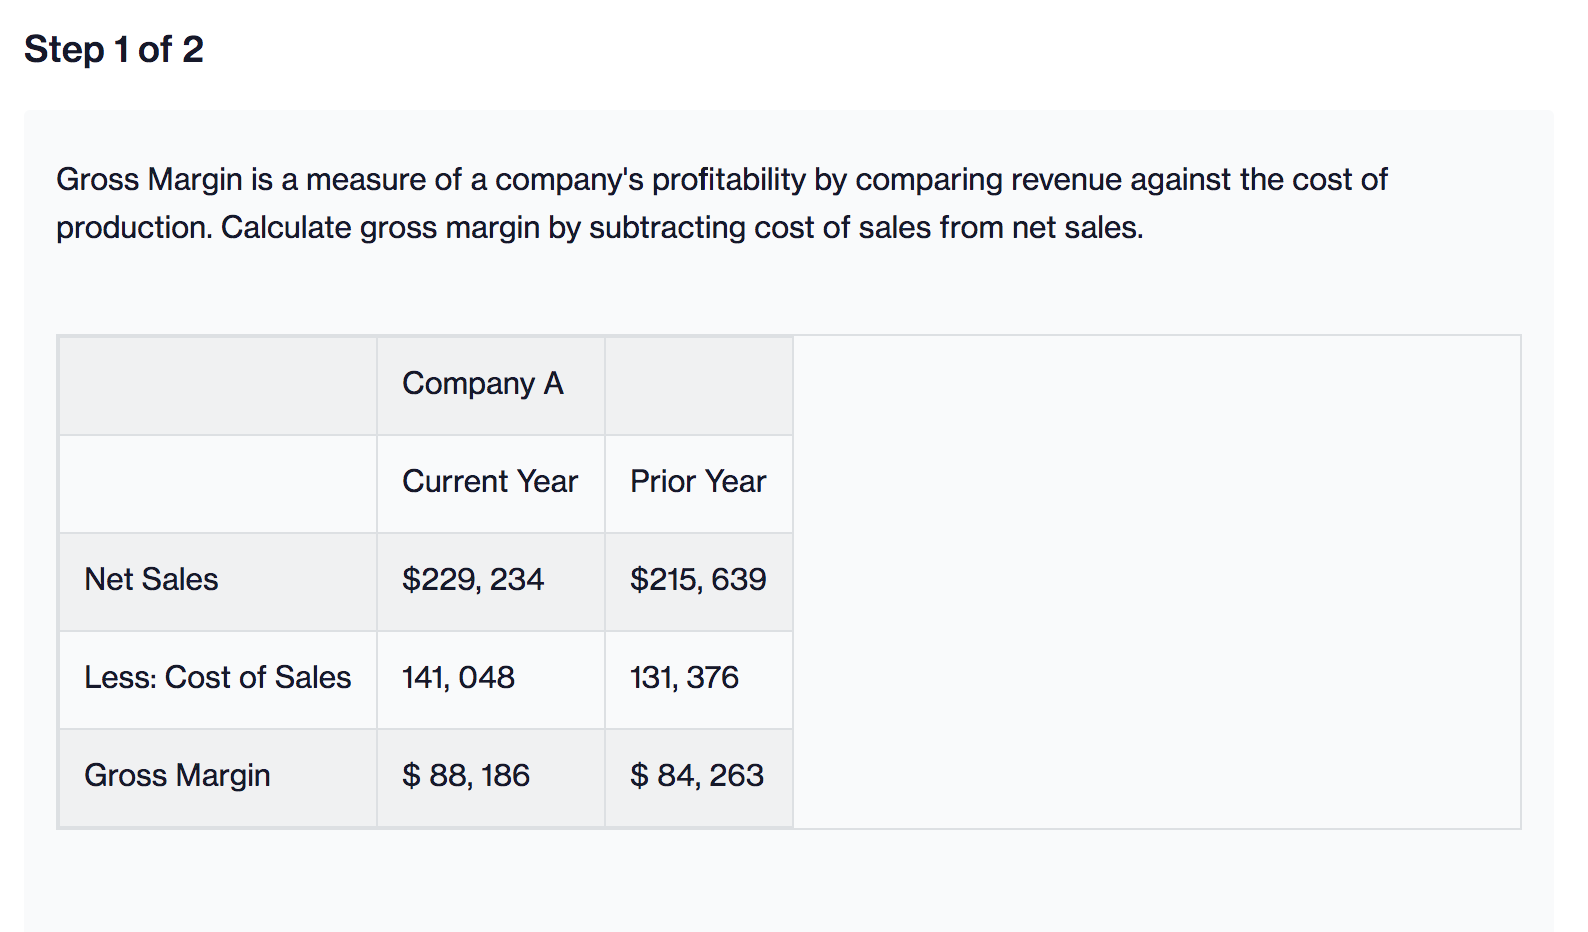 Step 1 of 2
Gross Margin is a measure of a company's profitability by comparing revenue against the cost of
production. Calculate gross margin by subtracting cost of sales from net sales.
Company A
Current Year Prior Year
Net Sales $229, 234 $215, 639
Less: Cost of Sales 141, 048 131, 376
Gross Margin $ 88, 186 $ 84, 263